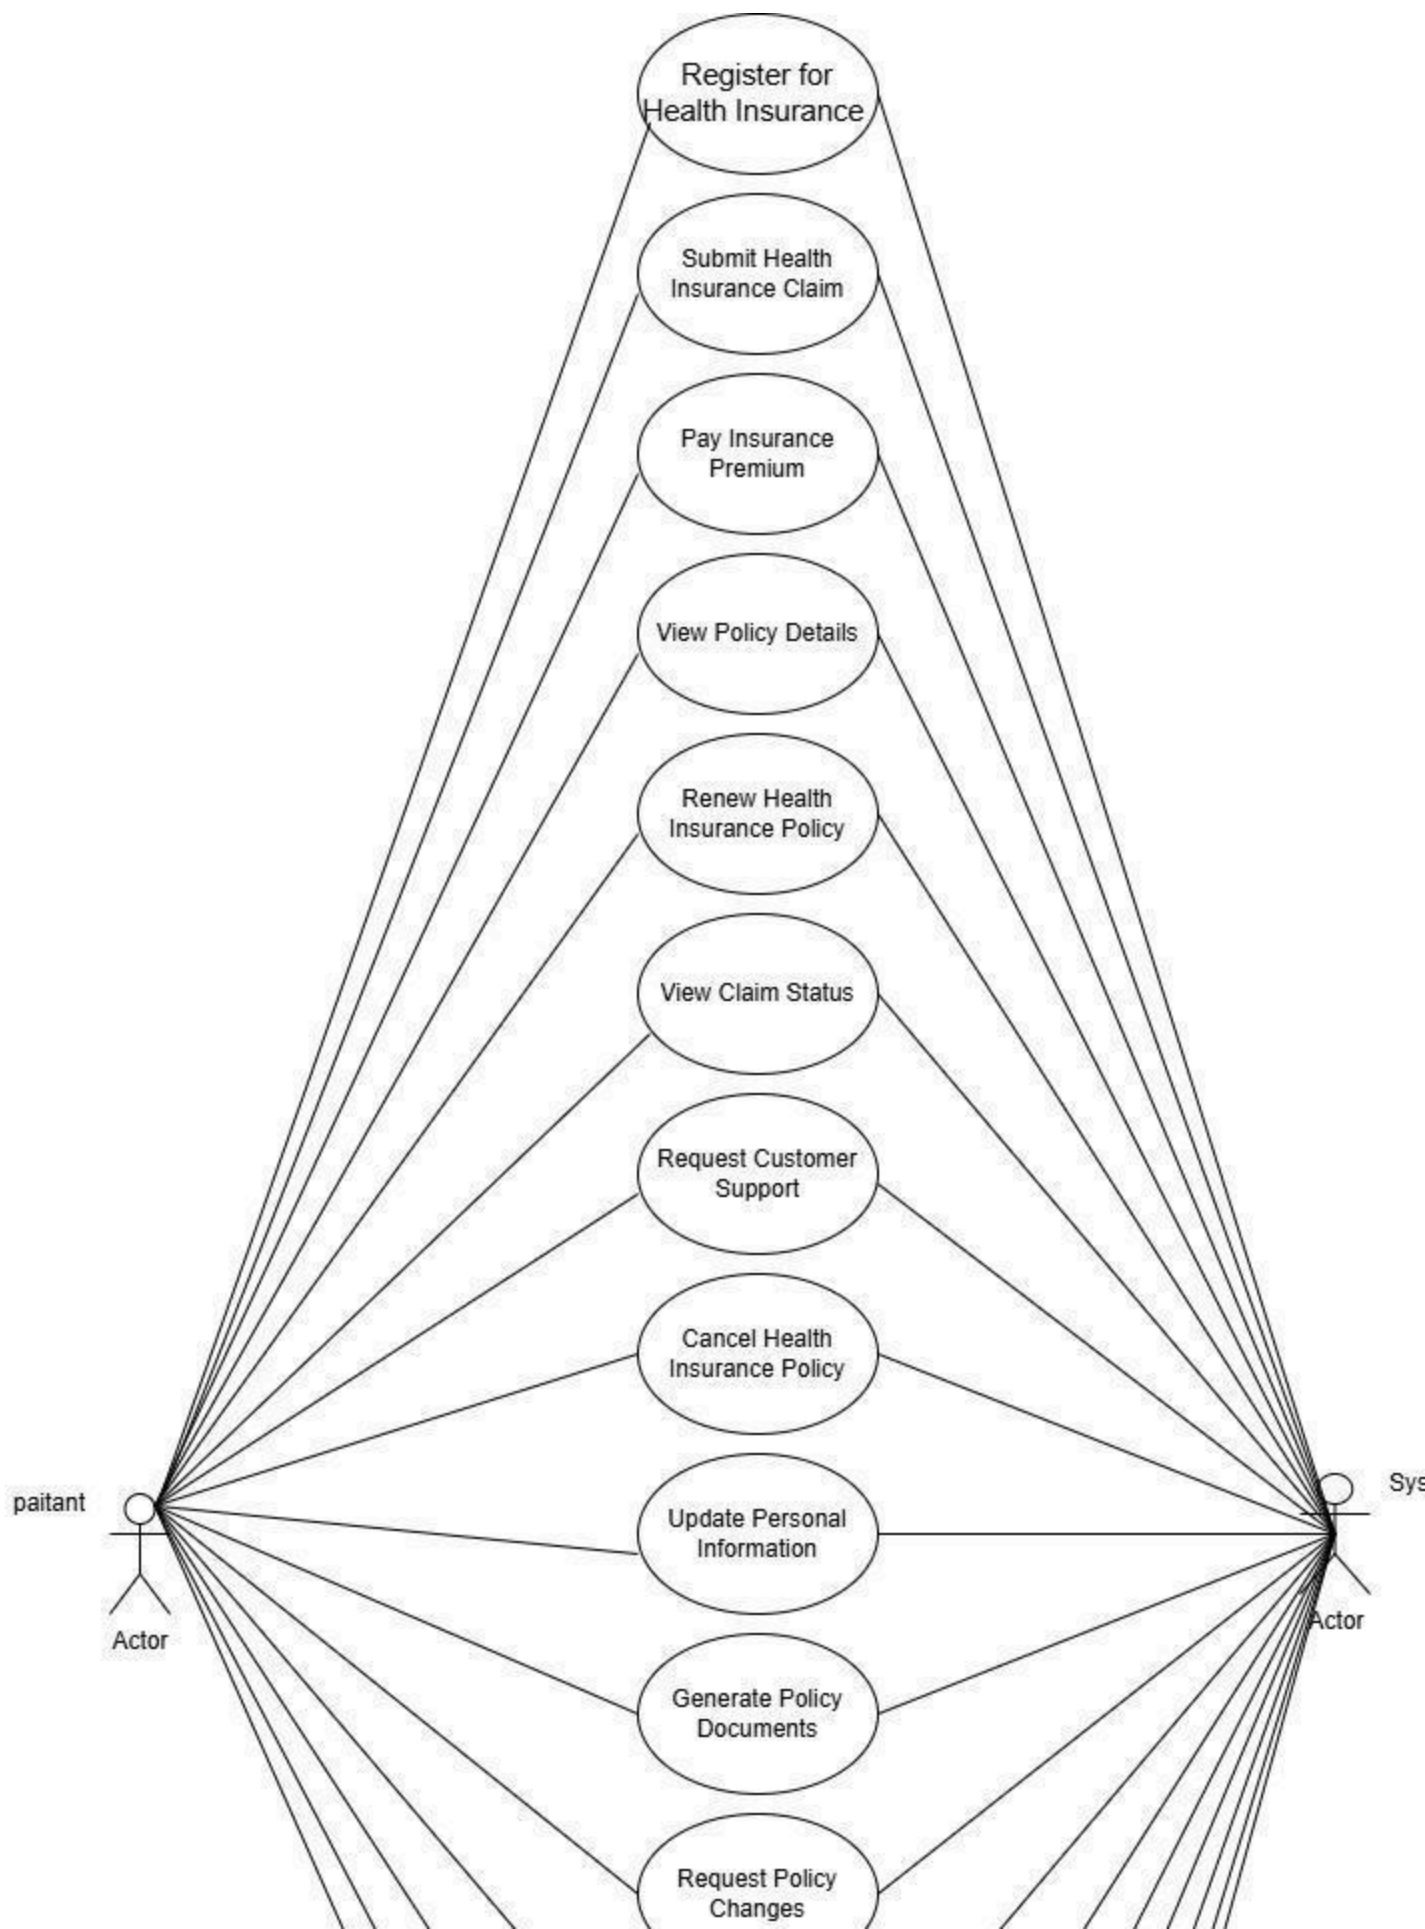 Register for
Health Insurance
Submit Health
Insurance Claim
Pay Insurance
Premium
View Policy Details
Renew Health
Insurance Policy
View Claim Status
Request Customer
Support
Cancel Health
Insurance Policy
paitant
Actor
Update Personal
Information
Sys
Actor
Generate Policy
Documents
Request Policy
Changes